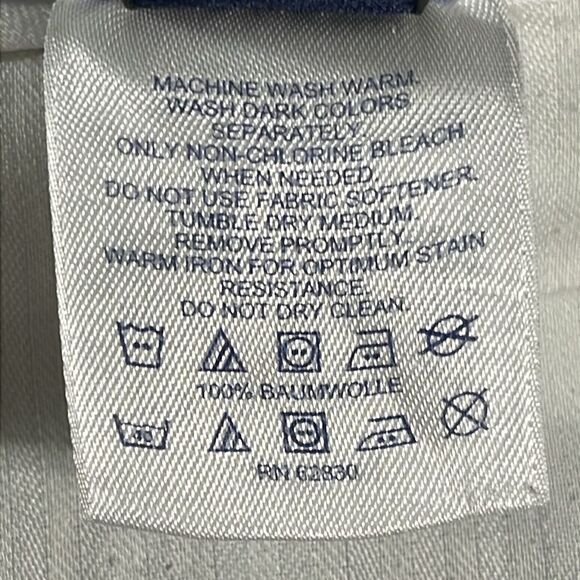 MACHINE WASH WARM.
WASH DARK COLORS
SEPARATELY.
ONLY NON-CHLORINE BLEACH
WHEN NEEDED.
DO NOT USE FABRIC SOFTENER.
TUMBLE DRY MEDIUM.
REMOVE PROMPTLY.
WARM IRON FOR OPTIMUM STAIN
RESISTANCE.
DO NOT DRY CLEAN.
100% BAUMWOLLE
RN 62830